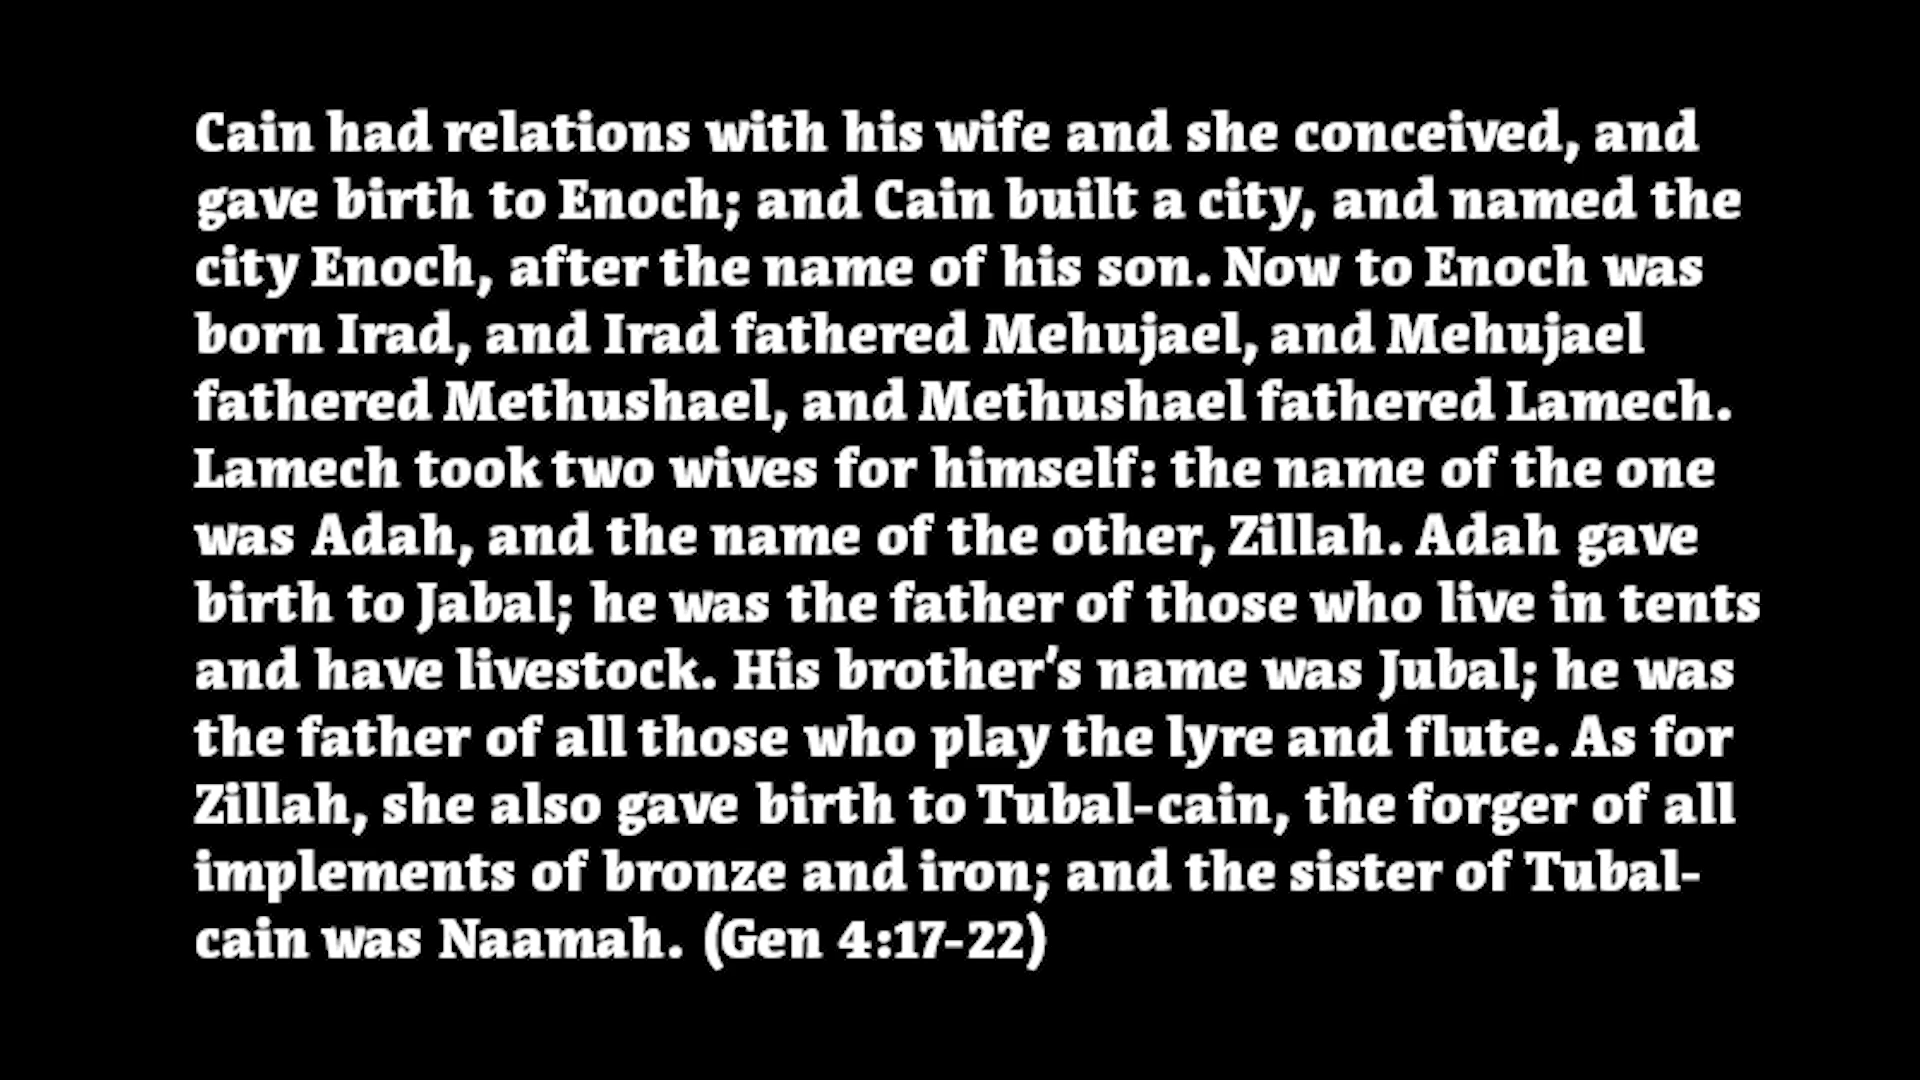 Cain had relations with his wife and she conceived, and
gave birth to Enoch; and Cain built a city, and named the
city Enoch, after the name of his son. Now to Enoch was
born Irad, and Irad fathered Mehujael, and Mehujael
fathered Methushael, and Methushael fathered Lamech.
Lamech took two wives for himself: the name of the one
was Adah, and the name of the other, Zillah. Adah gave
birth to Jabal; he was the father of those who live in tents
and have livestock. His brother’s name was Jubal; he was
the father of all those who play the lyre and flute. As for
Zillah, she also gave birth to Tubal-cain, the forger of all
implements of bronze and iron; and the sister of Tubal-
cain was Naamah. (Gen 4:17-22)